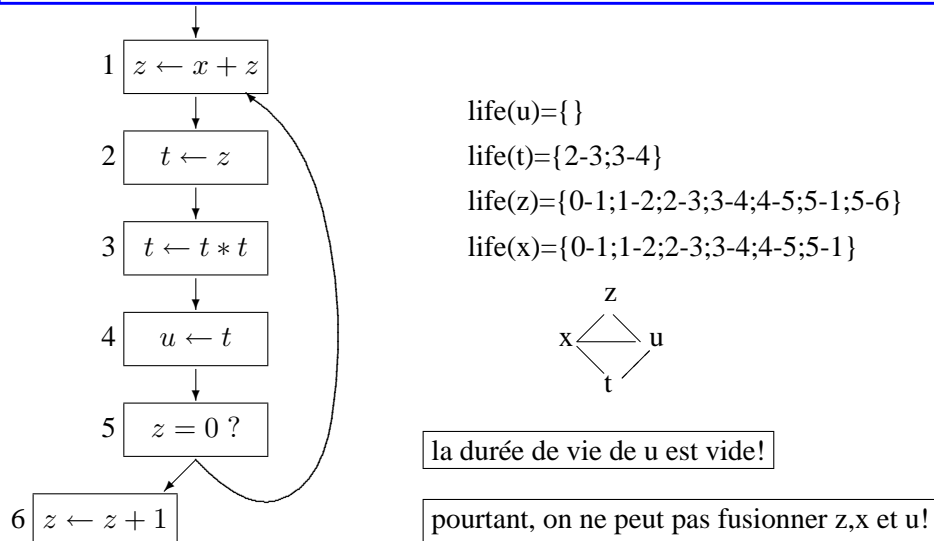 1 z ← x + z
2 t ← z
3 t ← t ∗ t
4 u ← t
5 z = 0 ?
6 z ← z + 1
life(u)={}
life(t)={2-3;3-4}
life(z)={0-1;1-2;2-3;3-4;4-5;5-1;5-6}
life(x)={0-1;1-2;2-3;3-4;4-5;5-1}
z
x u
t
la durée de vie de u est vide!
pourtant, on ne peut pas fusionner z,x et u!